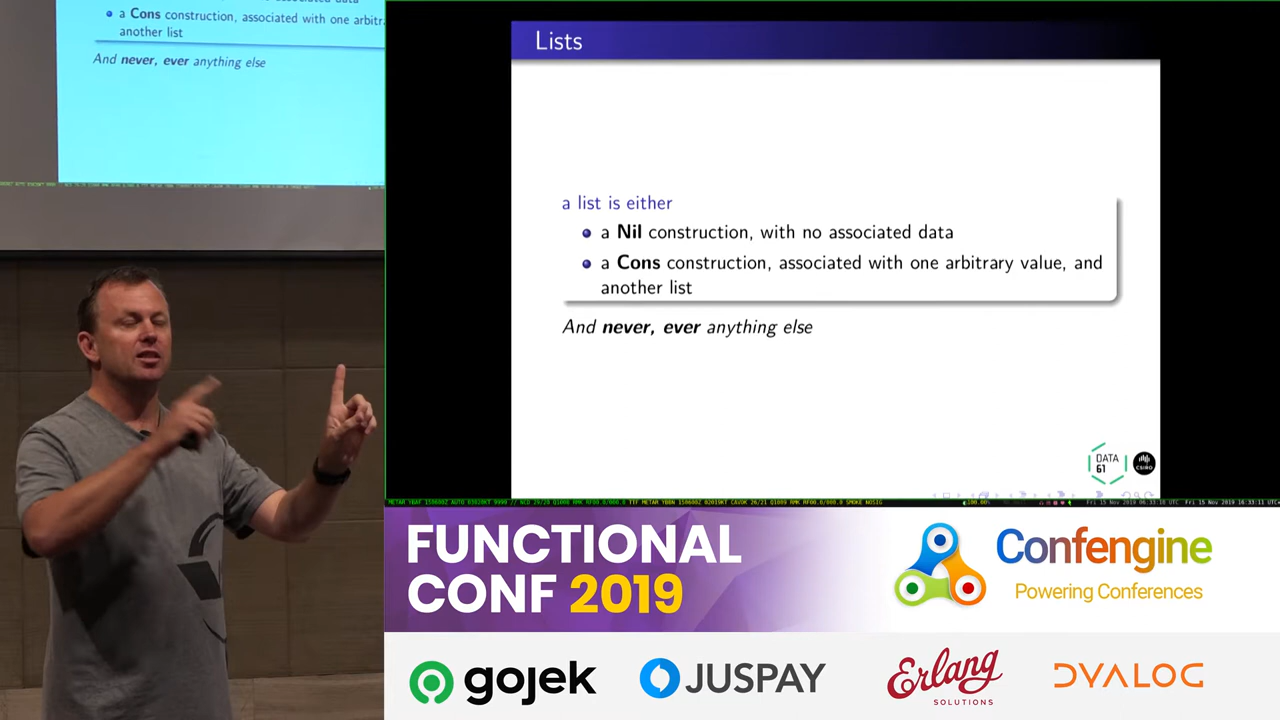 a Cons construction, associated with one
another list
And never, ever anything else
Lists
a list is either
a Nil construction, with no associated data
a Cons construction, associated with one arbitrary value, and
another list
And never, ever anything else
DATA
61
CSIRO
FUNCTIONAL
CONF 2019
Confengine
Powering Conferences
gojek
JUSPAY
Erlang
SOLUTIONS
DYALOG